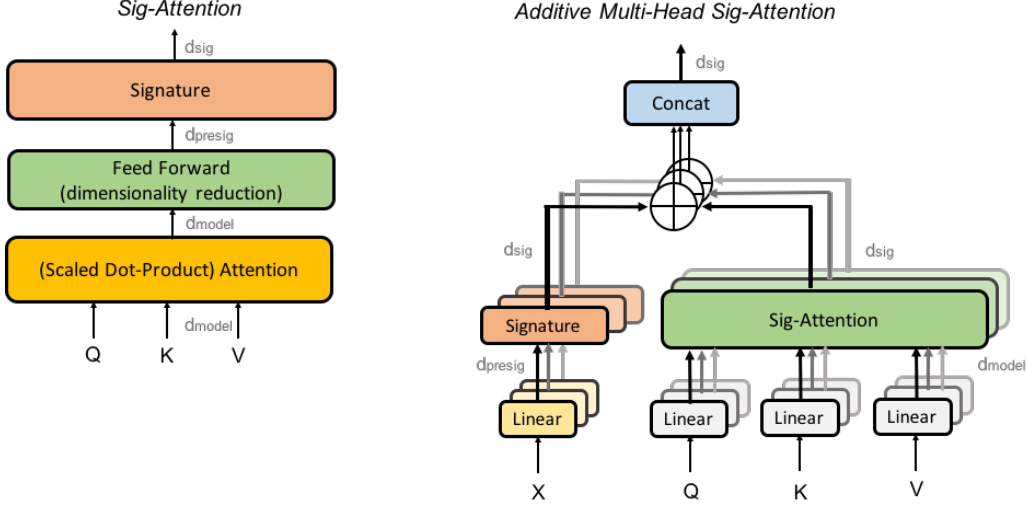 Sig-Attention
dsig
Signature
dpresig
Feed Forward
(dimensionality reduction)
dmodel
(Scaled Dot-Product) Attention
dmodel
Q K V
Additive Multi-Head Sig-Attention
dsig
Concat
dsig
dsig
Signature
Sig-Attention
dpresig
dmodel
Linear
Linear
Linear
Linear
X Q K V